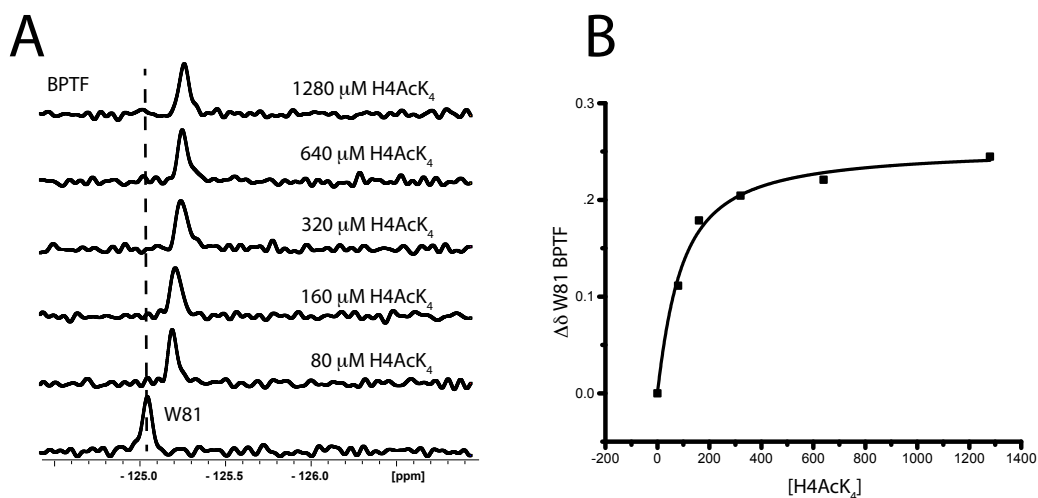 A
BPTF
1280 μM H4AcK4
640 μM H4AcK4
320 μM H4AcK4
160 μM H4AcK4
80 μM H4AcK4
W81
- 125.0
- 125.5
- 126.0
[ppm]
B
0.3
.2
0.1
0.0
Δδ W81 BPTF
-200
0
200
400
600
800
1000
1200
1400
[H4AcK4]